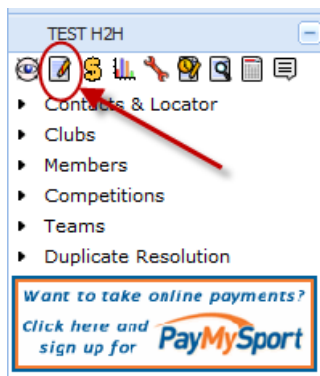 TEST H2H
Contacts & Locator
Clubs
Members
Competitions
Teams
Duplicate Resolution
Want to take online payments?
Click here and
sign up for PayMySport